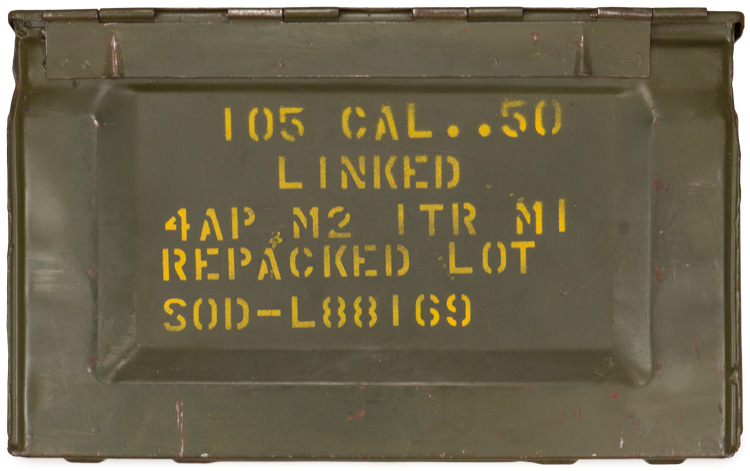 105 CAL..50
LINKED
4AP M2 1TR M1
REPACKED LOT
SOD-L88169